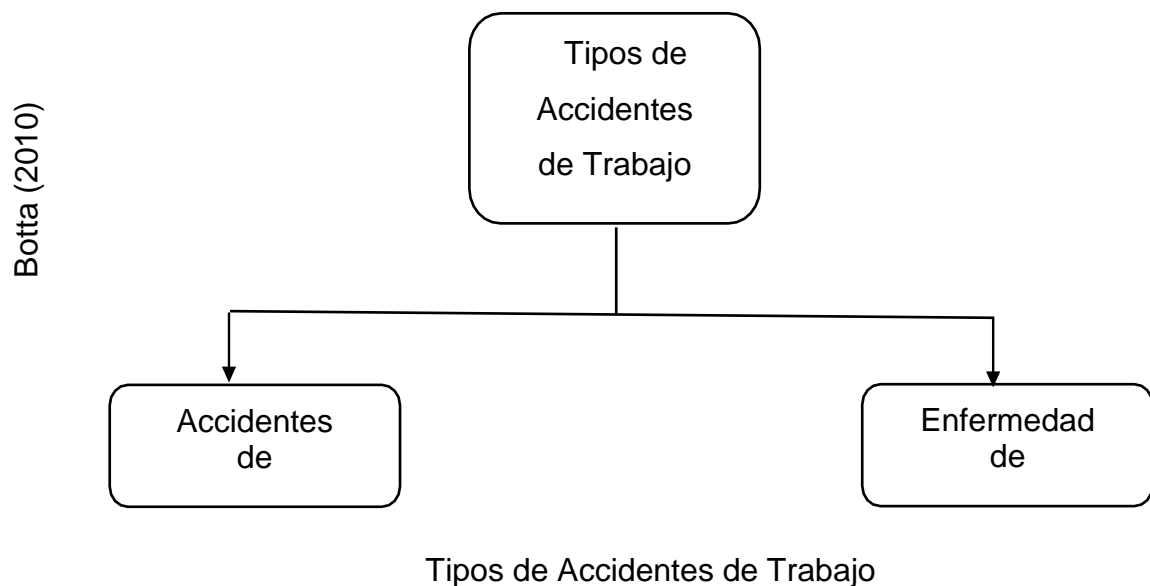 Botta (2010)
Tipos de
Accidentes
de Trabajo
Accidentes
de
Enfermedad
de
Tipos de Accidentes de Trabajo